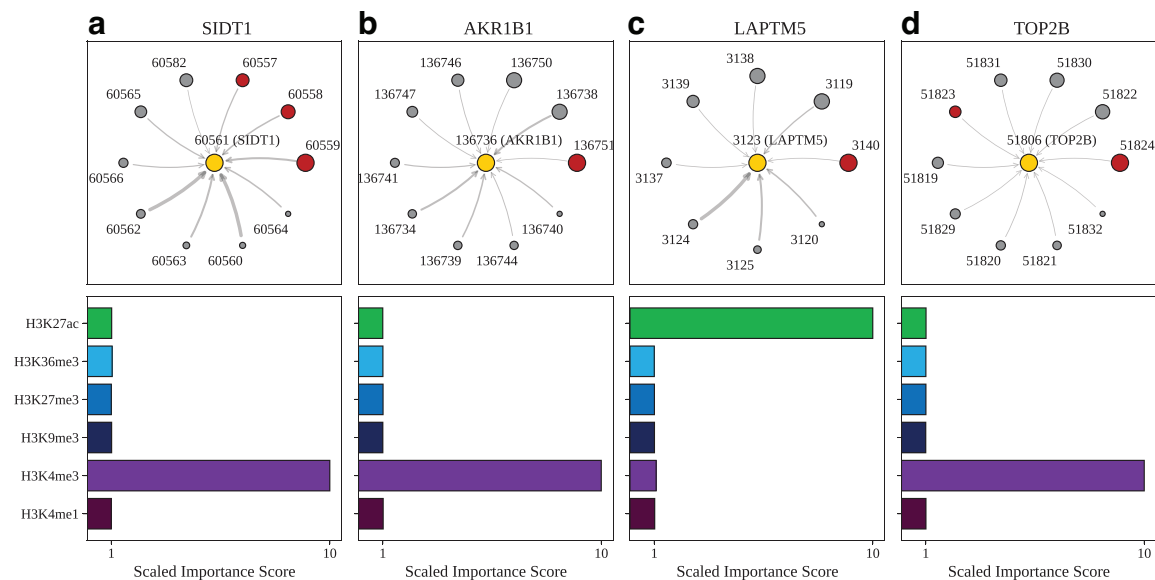 a SIDT1
60582
60557
60565
60558
60561 (SIDT1)
60559
60566
60562
60564
60563
60560
b AKR1B1
136746
136750
136747
136738
136736 (AKR1B1)
136751
136741
136734
136740
136739
136744
c LAPTM5
3138
3139
3119
3123 (LAPTM5)
3140
3137
3124
3120
3125
d TOP2B
51831
51830
51823
51822
51806 (TOP2B)
51824
51819
51829
51832
51820
51821
H3K27ac
H3K36me3
H3K27me3
H3K9me3
H3K4me3
H3K4me1
1 10
Scaled Importance Score
1 10
Scaled Importance Score
1 10
Scaled Importance Score
1 10
Scaled Importance Score